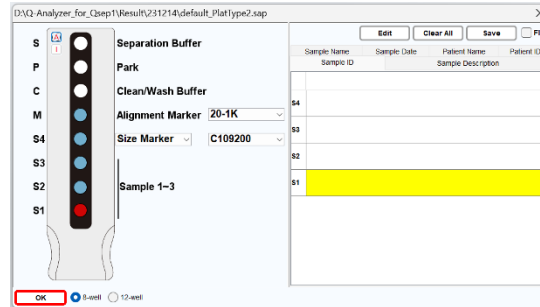 D:\Q-Analyzer_for_Qsep1\Result\231214\default_PlatType2.sap
Edit Clear All Save
Sample Name Sample Date Patient Name Patient ID
Sample ID Sample Description
S Separation Buffer
A
I
P Park
C Clean/Wash Buffer
M Alignment Marker 20-1K
S4 Size Marker C109200
S3
S2 Sample 1~3
S1
S4
S3
S2
S1
OK 8-well 12-well